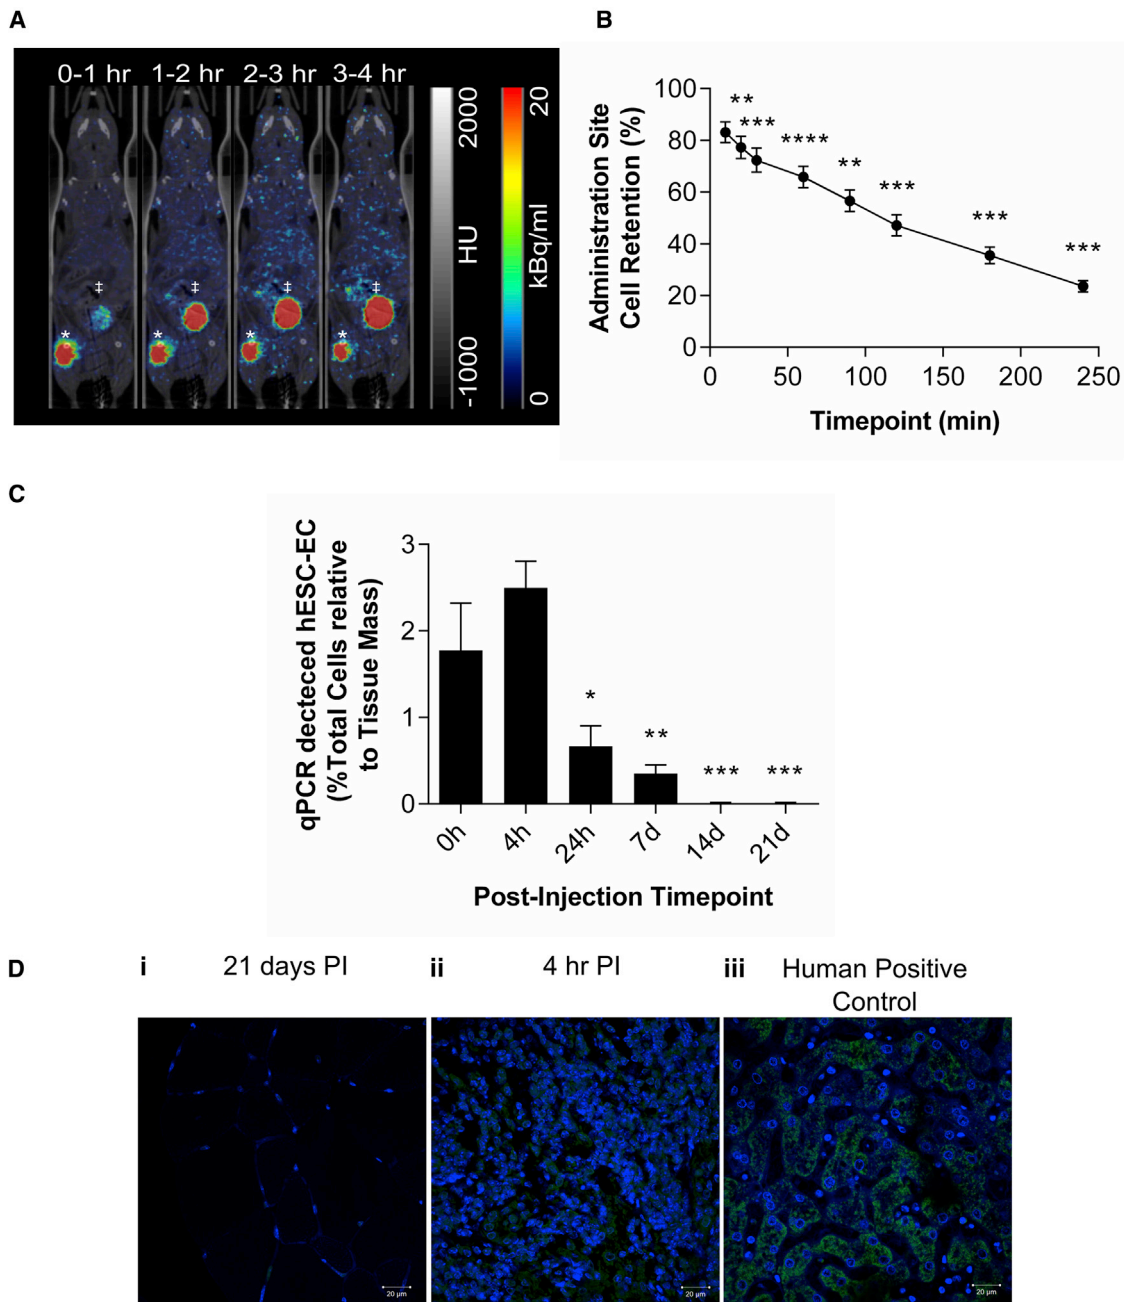 A
B
0-1 hr 1-2 hr 2-3 hr 3-4 hr
‡ ‡ ‡ ‡
* * * *
2000
HU
-1000
20
kBq/ml
0
Administration Site
Cell Retention (%)
100
80
60
40
20
0
** *** **** ** *** *** ***
0 50 100 150 200 250
Timepoint (min)
C
qPCR decteced hESC-EC
(%Total Cells relative
to Tissue Mass)
3
2
1
0
* ** *** ***
0h 4h 24h 7d 14d 21d
Post-Injection Timepoint
D
i 21 days PI ii 4 hr PI iii Human Positive
Control
20 µm 20 µm 20 µm